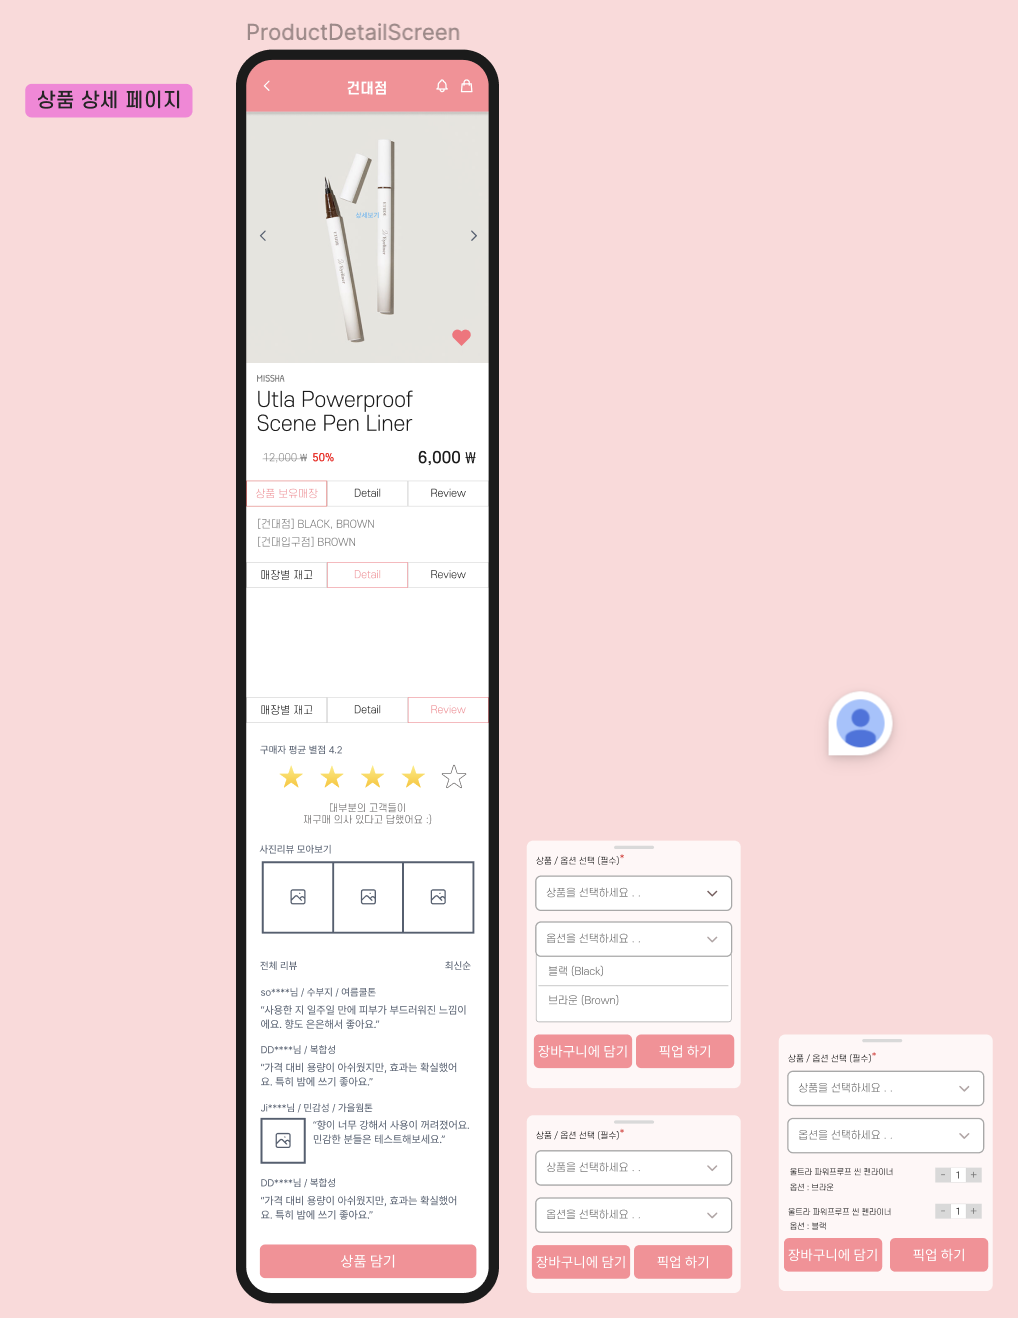 ProductDetailScreen
상품 상세 페이지
건대점
상세보기
MISSHA
Utla Powerproof
Scene Pen Liner
12,000 ₩ 50%
6,000 ₩
상품 보유매장
Detail
Review
[건대점] BLACK, BROWN
[건대입구점] BROWN
매장별 재고
Detail
Review
매장별 재고
Detail
Review
구매자 평균 별점 4.2
대부분의 고객들이
재구매 의사 있다고 답했어요 :)
사진리뷰 모아보기
전체 리뷰
최신순
so****님 / 수부지 / 여름쿨톤
“사용한 지 일주일 만에 피부가 부드러워진 느낌이
에요. 향도 은은해서 좋아요.”
DD****님 / 복합성
“가격 대비 용량이 아쉬웠지만, 효과는 확실했어
요. 특히 밤에 쓰기 좋아요.”
Ji****님 / 민감성 / 가을웜톤
“향이 너무 강해서 사용이 꺼려졌어요.
민감한 분들은 테스트해보세요.”
DD****님 / 복합성
“가격 대비 용량이 아쉬웠지만, 효과는 확실했어
요. 특히 밤에 쓰기 좋아요.”
상품 담기
상품 / 옵션 선택 (필수)*
상품을 선택하세요 . .
옵션을 선택하세요 . .
블랙 (Black)
브라운 (Brown)
장바구니에 담기
픽업 하기
상품 / 옵션 선택 (필수)*
상품을 선택하세요 . .
옵션을 선택하세요 . .
장바구니에 담기
픽업 하기
상품 / 옵션 선택 (필수)*
상품을 선택하세요 . .
옵션을 선택하세요 . .
울트라 파워프루프 씬 펜라이너
- 1 +
옵션 : 브라운
울트라 파워프루프 씬 펜라이너
- 1 +
옵션 : 블랙
장바구니에 담기
픽업 하기